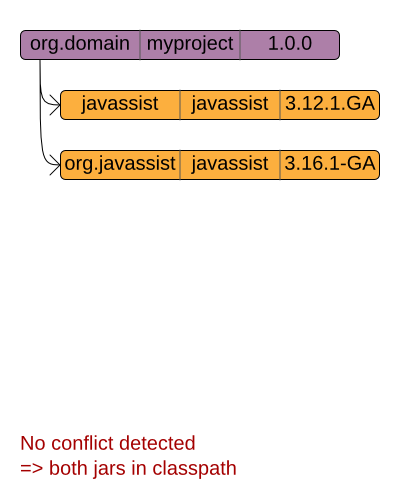 org.domain myproject 1.0.0
javassist javassist 3.12.1.GA
org.javassist javassist 3.16.1-GA
No conflict detected
=> both jars in classpath